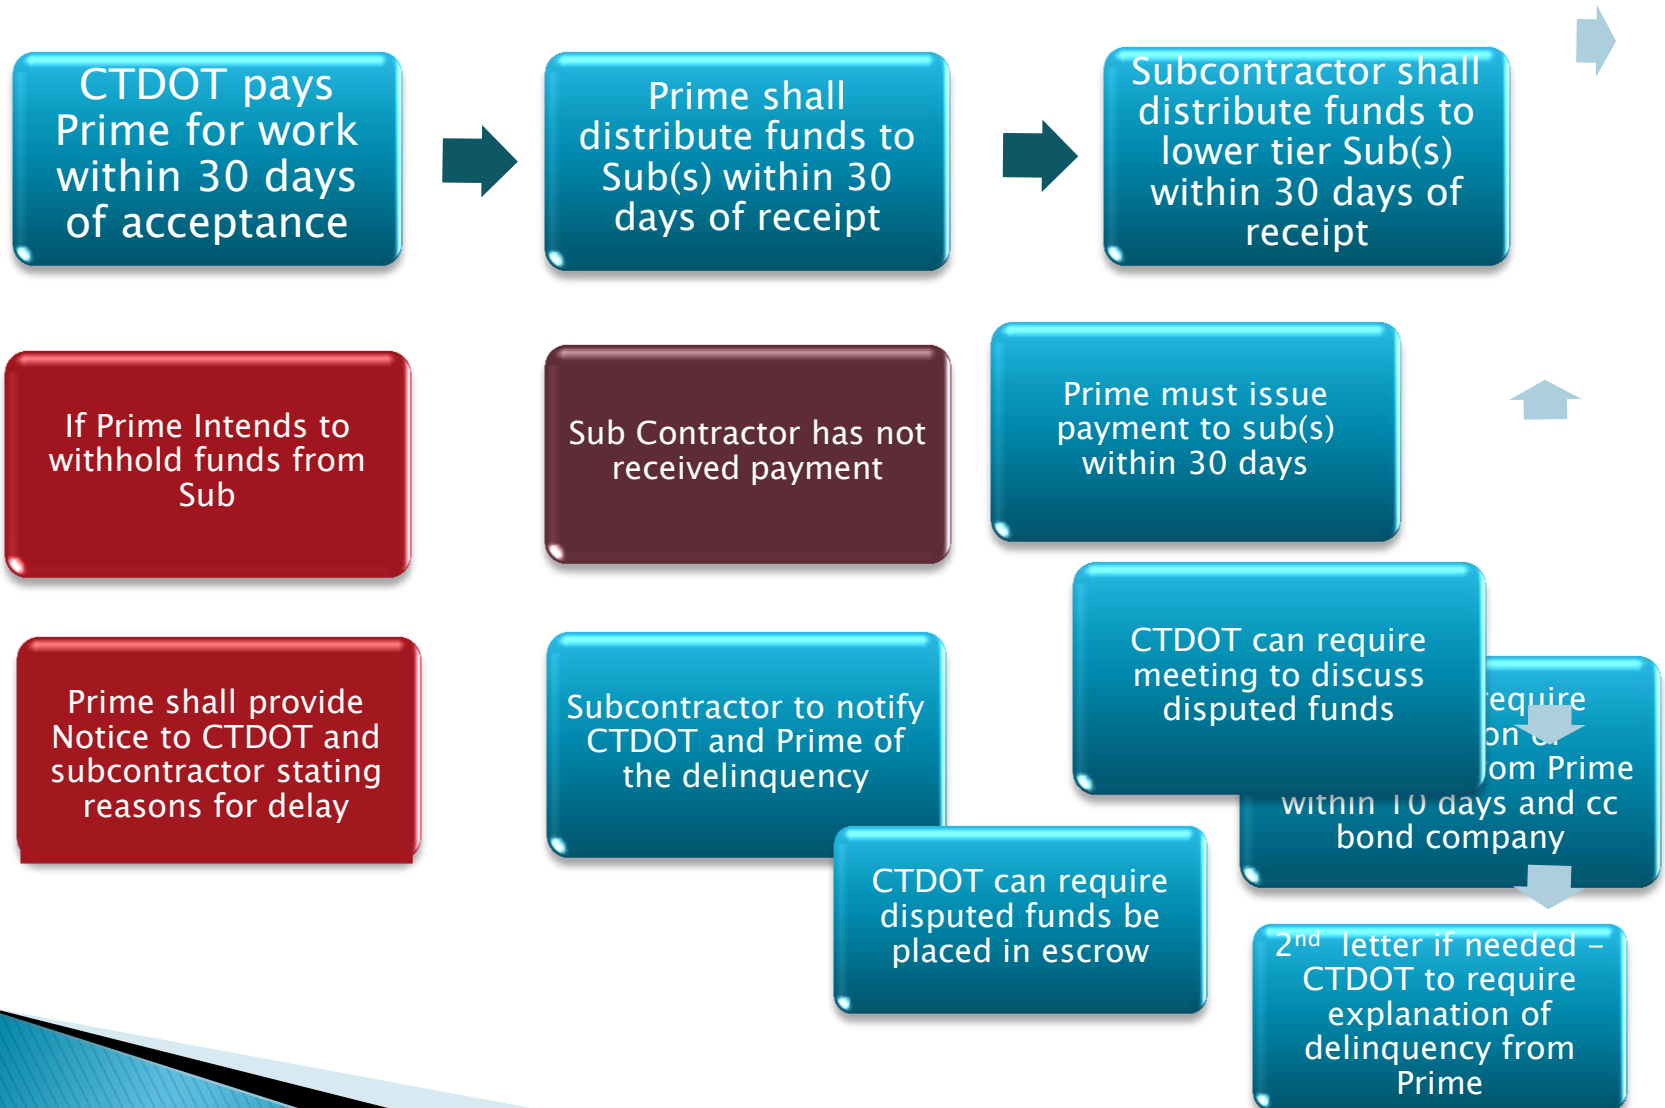 CTDOT pays
Prime for work
within 30 days
of acceptance
Prime shall
distribute funds to
Sub(s) within 30
days of receipt
Subcontractor shall
distribute funds to
lower tier Sub(s)
within 30 days of
receipt
If Prime Intends to
withhold funds from
Sub
Sub Contractor has not
received payment
Prime must issue
payment to sub(s)
within 30 days
Prime shall provide
Notice to CTDOT and
subcontractor stating
reasons for delay
Subcontractor to notify
CTDOT and Prime of
the delinquency
CTDOT can require
meeting to discuss
disputed funds
Prime
within 10 days and cc
bond company
CTDOT can require
disputed funds be
placed in escrow
2nd letter if needed –
CTDOT to require
explanation of
delinquency from
Prime